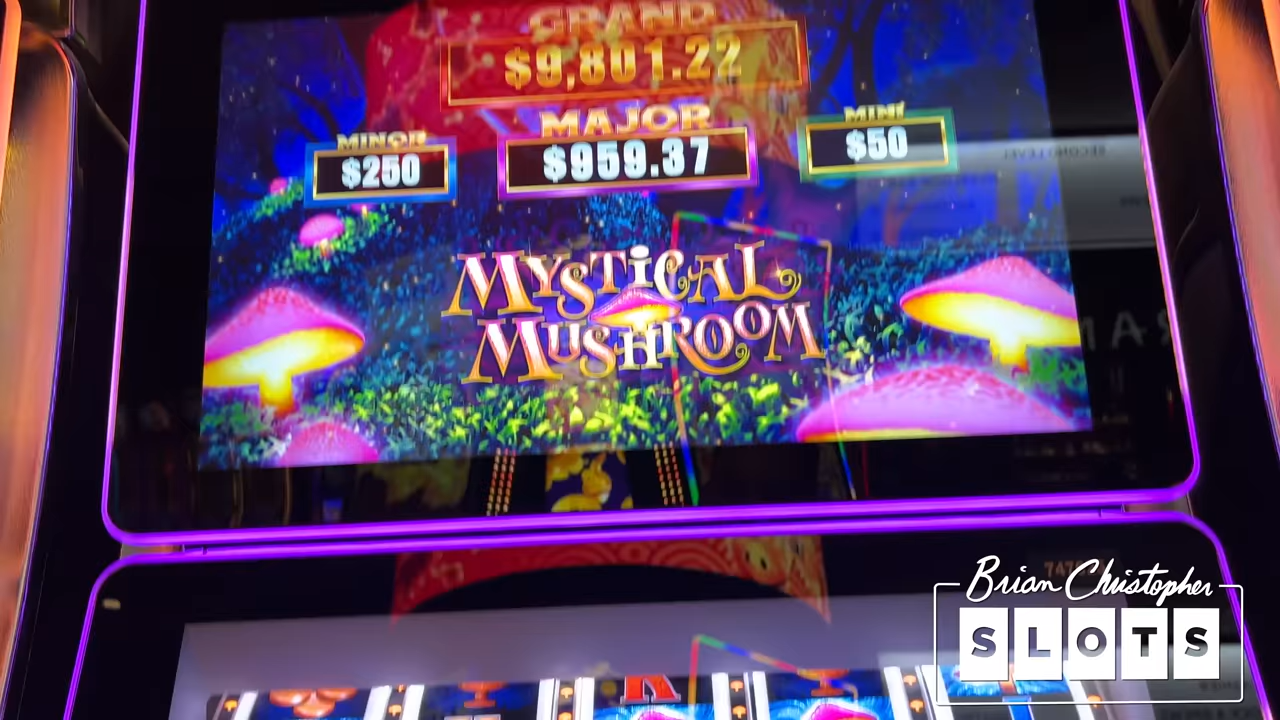 GRAND
$9,801.22
MINOR
$250
MAJOR
$959.37
MINI
$50
MYSTICAL
MUSHROOM
K
Brian Christopher
SLOTS